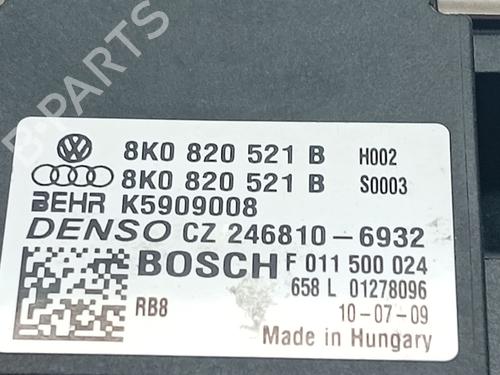 B-PARTS
8K0 820 521 B H002
8K0 820 521 B S0003
BEHR K5909008
DENSO CZ 246810-6932
BOSCH F 011 500 024
658 L 01278096
RB8 10-07-09
Made in Hungary